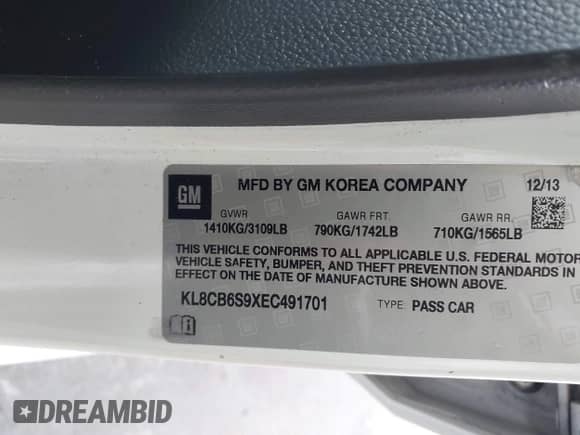 GM
MFD BY GM KOREA COMPANY 12/13
GVWR GAWR FRT. GAWR RR.
1410KG/3109LB 790KG/1742LB 710KG/1565LB
THIS VEHICLE CONFORMS TO ALL APPLICABLE U.S. FEDERAL MOTOR
VEHICLE SAFETY, BUMPER, AND THEFT PREVENTION STANDARDS IN
EFFECT ON THE DATE OF MANUFACTURE SHOWN ABOVE.
KL8CB6S9XEC491701 TYPE: PASS CAR
DREAMBID